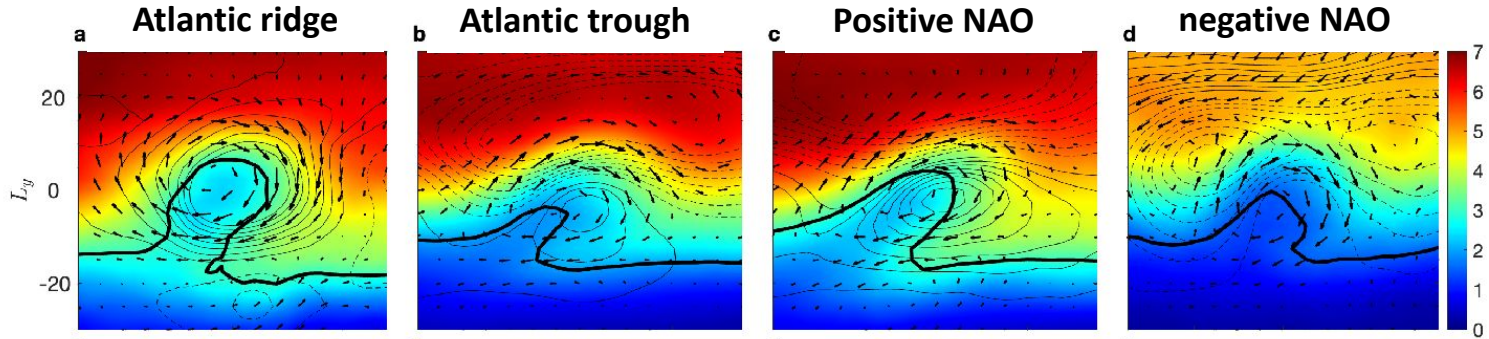 Atlantic ridge
Atlantic trough
Positive NAO
negative NAO
a
b
c
d
L_y
20
0
-20
7
6
5
4
3
2
1
0